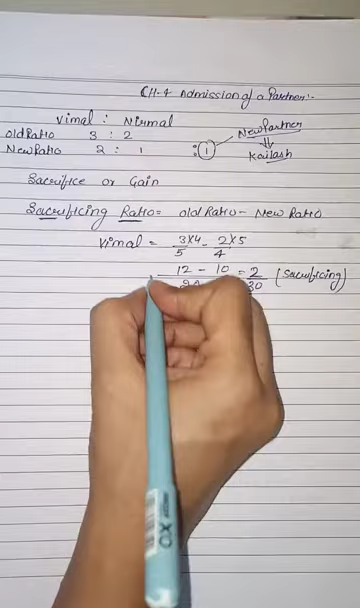 CH-4 Admission of a Partner:-
Vimal : Nirmal
Old Ratio 3 : 2
New Ratio 2 : 1 : 1 New Partner
Kailash
Sacrifice or Gain
Sacrificing Ratio = old Ratio - New Ratio
Vimal = 3x4/5 - 2x5/4
12 - 10 = 2/30 (Sacrificing)
OX